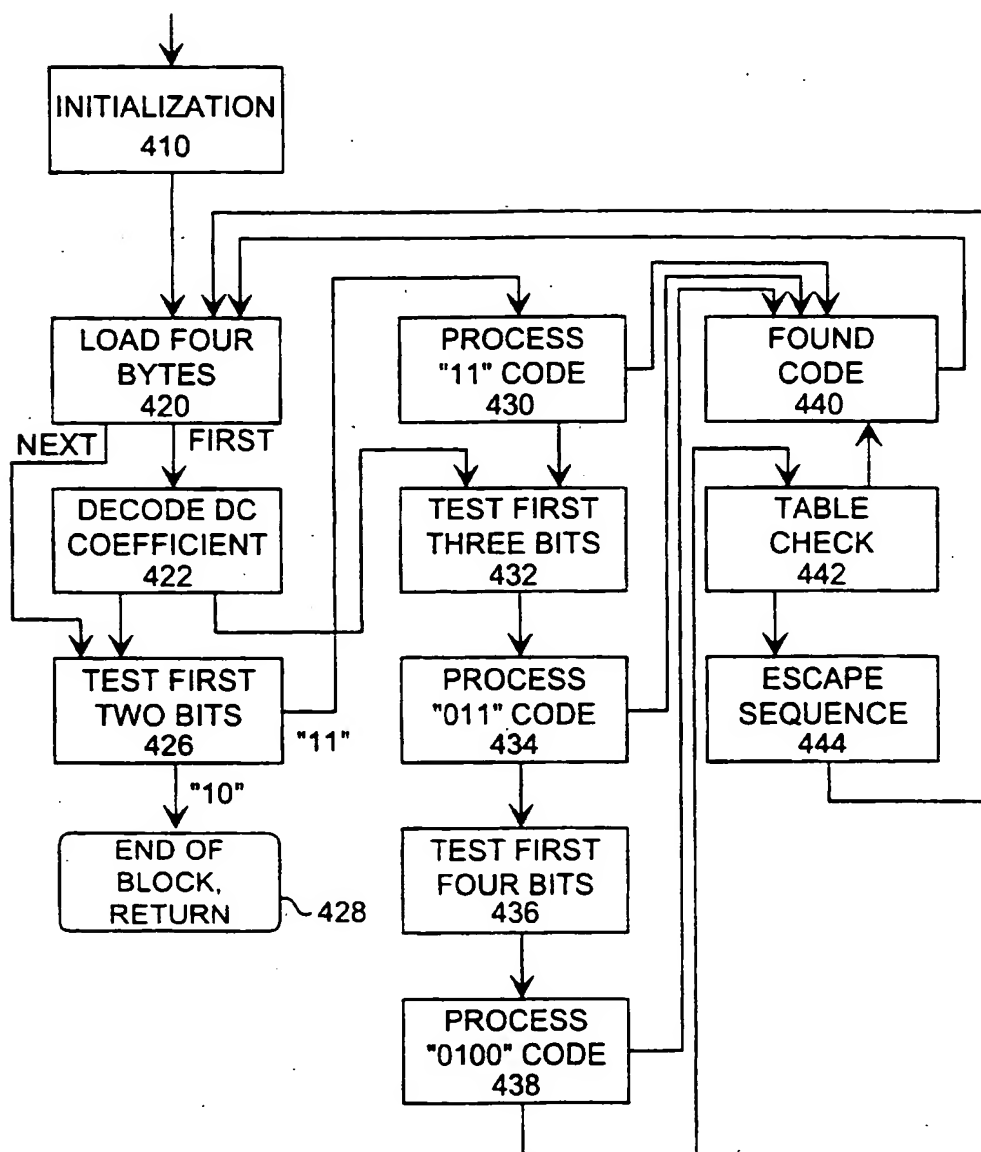 INITIALIZATION
410
LOAD FOUR
BYTES
420
NEXT
FIRST
DECODE DC
COEFFICIENT
422
TEST FIRST
TWO BITS
426
"11"
"10"
END OF
BLOCK,
RETURN
428
PROCESS
"11" CODE
430
TEST FIRST
THREE BITS
432
PROCESS
"011" CODE
434
TEST FIRST
FOUR BITS
436
PROCESS
"0100" CODE
438
FOUND
CODE
440
TABLE
CHECK
442
ESCAPE
SEQUENCE
444